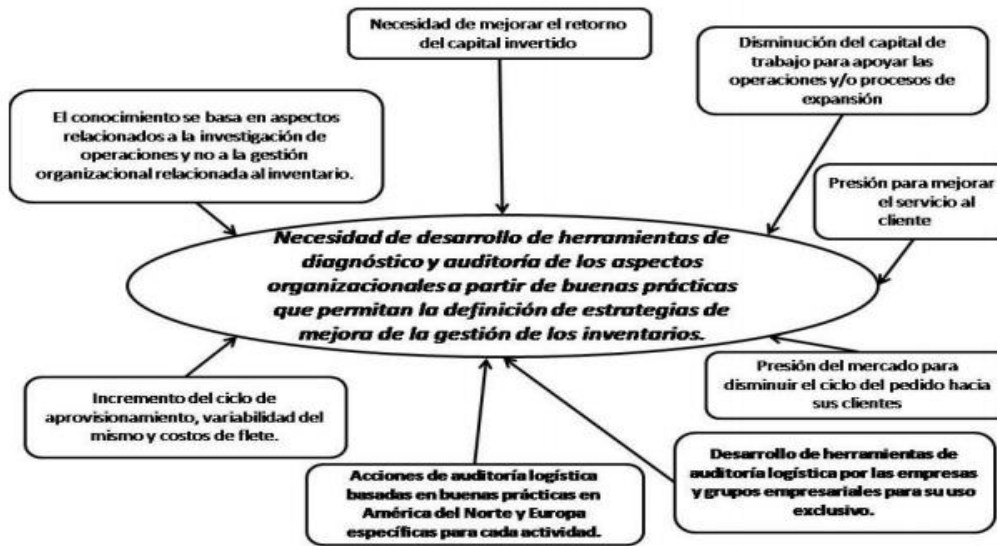 Necesidad de mejorar el retorno
del capital invertido
Disminución del capital de
trabajo para apoyar las
operaciones y/o procesos de
expansión
El conocimiento se basa en aspectos
relacionados a la investigación de
operaciones y no a la gestión
organizacional relacionada al inventario.
Presión para mejorar
el servicio al
cliente
Necesidad de desarrollo de herramientas de
diagnóstico y auditoría de los aspectos
organizacionales a partir de buenas prácticas
que permitan la definición de estrategias de
mejora de la gestión de los inventarios.
Presión del mercado para
disminuir el ciclo del pedido hacia
sus clientes
Incremento del ciclo de
aprovisionamiento, variabilidad del
mismo y costos de flete.
Acciones de auditoría logística
basadas en buenas prácticas en
América del Norte y Europa
específicas para cada actividad.
Desarrollo de herramientas de
auditoría logística por las empresas
y grupos empresariales para su uso
exclusivo.